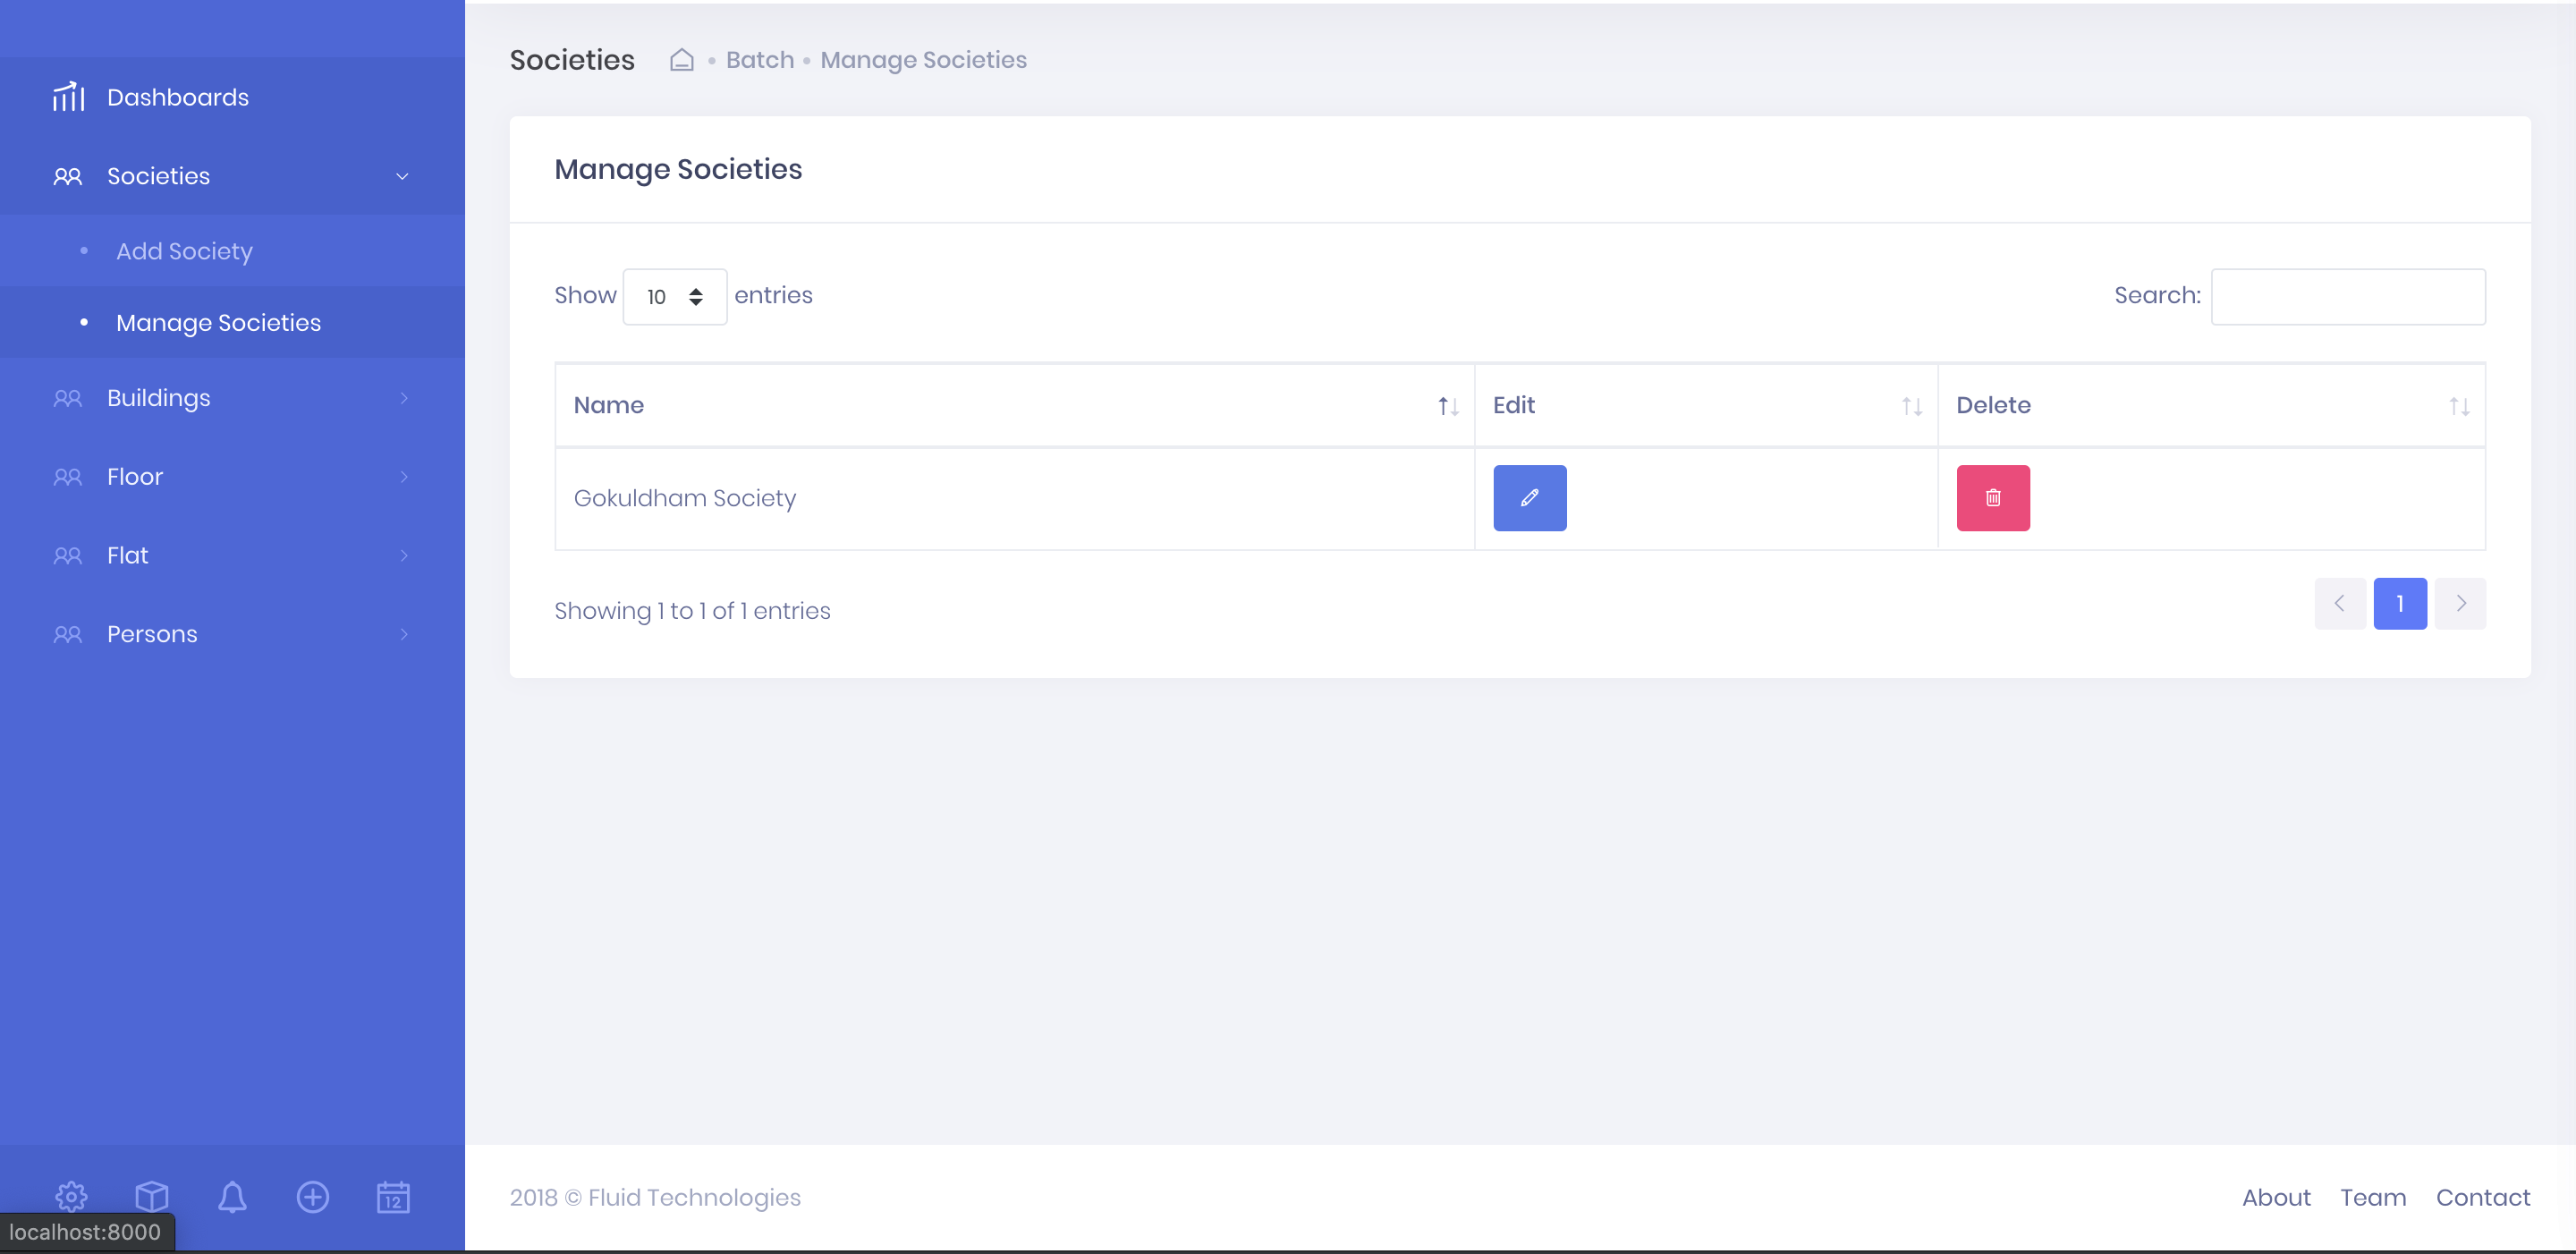 Dashboards
Societies
Add Society
Manage Societies
Buildings
Floor
Flat
Persons
12
localhost:8000
Societies • Batch • Manage Societies
Manage Societies
Show 10 entries
Search:
Name Edit Delete
Gokuldham Society
Showing 1 to 1 of 1 entries
1
2018 © Fluid Technologies
About Team Contact